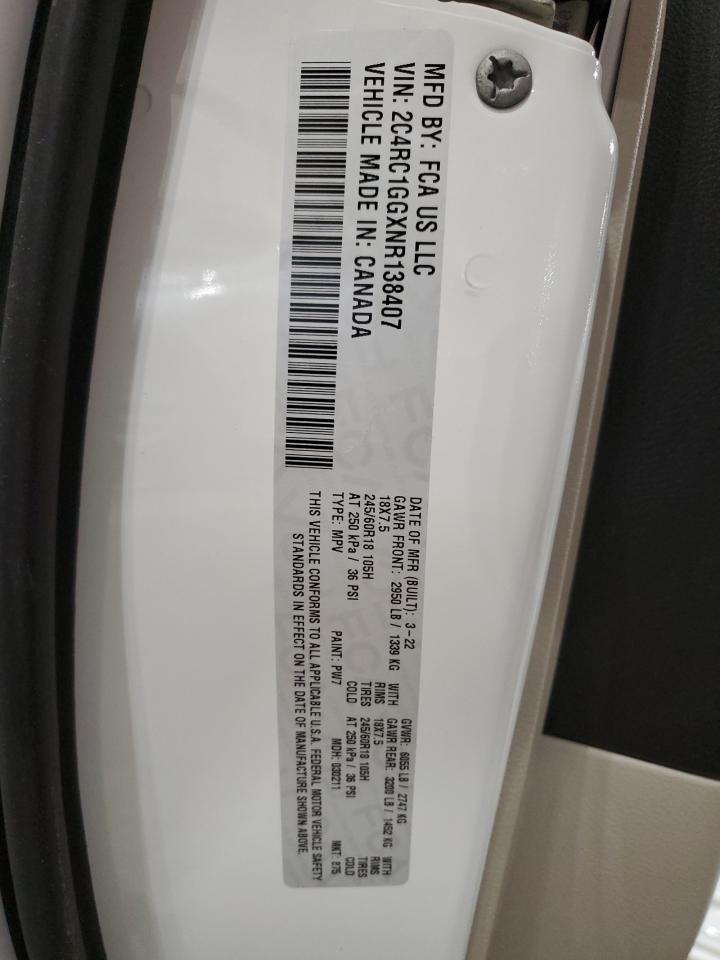 MFD BY: FCA US LLC
VIN: 2C4RC1GGXNR138407
VEHICLE MADE IN: CANADA
DATE OF MFR (BUILT): 3-22 GVWR: 6055 LB / 2747 KG
GAWR FRONT: 2950 LB / 1339 KG WITH GAWR REAR: 3200 LB / 1452 KG WITH
18X7.5 RIMS 18X7.5 RIMS
245/60R18 105H TIRES 245/60R18 105H TIRES
AT 250 kPa / 36 PSI COLD AT 250 kPa / 36 PSI COLD
TYPE: MPV PAINT: PW7 MDH: 030211 MKT: 875
THIS VEHICLE CONFORMS TO ALL APPLICABLE U.S.A. FEDERAL MOTOR VEHICLE SAFETY
STANDARDS IN EFFECT ON THE DATE OF MANUFACTURE SHOWN ABOVE.